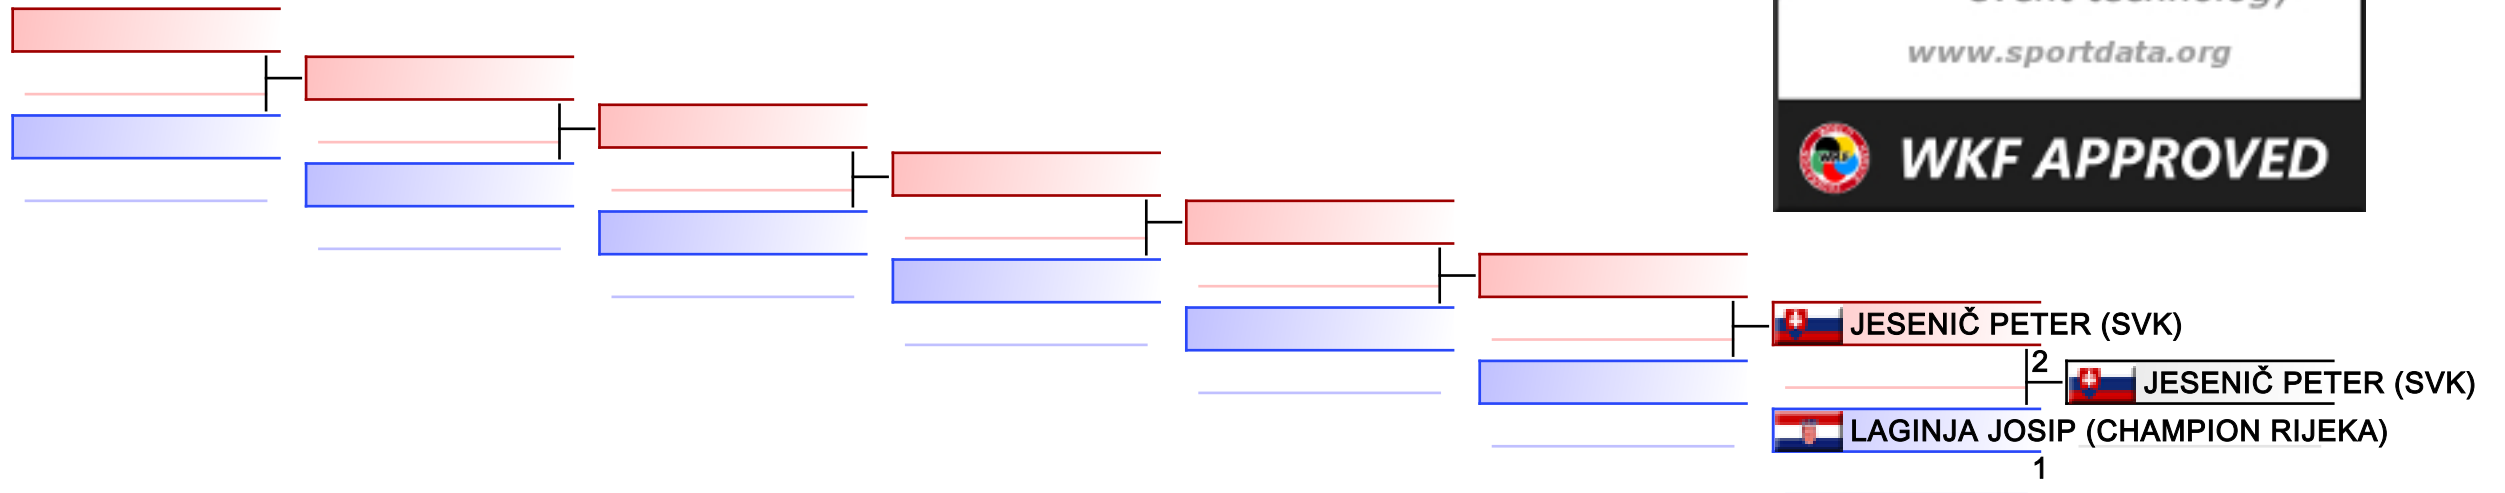 www.sportdata.org
WKF APPROVED
JESENIČ PETER (SVK)
2
JESENIČ PETER (SVK)
LAGINJA JOSIP (CHAMPION RIJEKA)
1